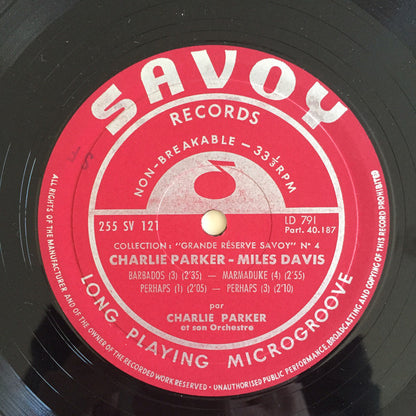 SAVOY
RECORDS
NON-BREAKABLE - 33⅓ RPM
255 SV 121
LD 791
Part. 40.187
COLLECTION: "GRANDE RÉSERVE SAVOY" N° 4
CHARLIE PARKER - MILES DAVIS
BARBADOS (3) (2'35) - MARMADUKE (4) (2'55)
PERHAPS (1) (2'05) - PERHAPS (3) (2'10)
par
CHARLIE PARKER
et son Orchestre
LONG PLAYING MICROGROOVE
ALL RIGHTS OF THE MANUFACTURER AND OF THE OWNER OF THE RECORDED WORK RESERVED - UNAUTHORISED PUBLIC PERFORMANCE, BROADCASTING AND COPYING OF THIS RECORD PROHIBITED